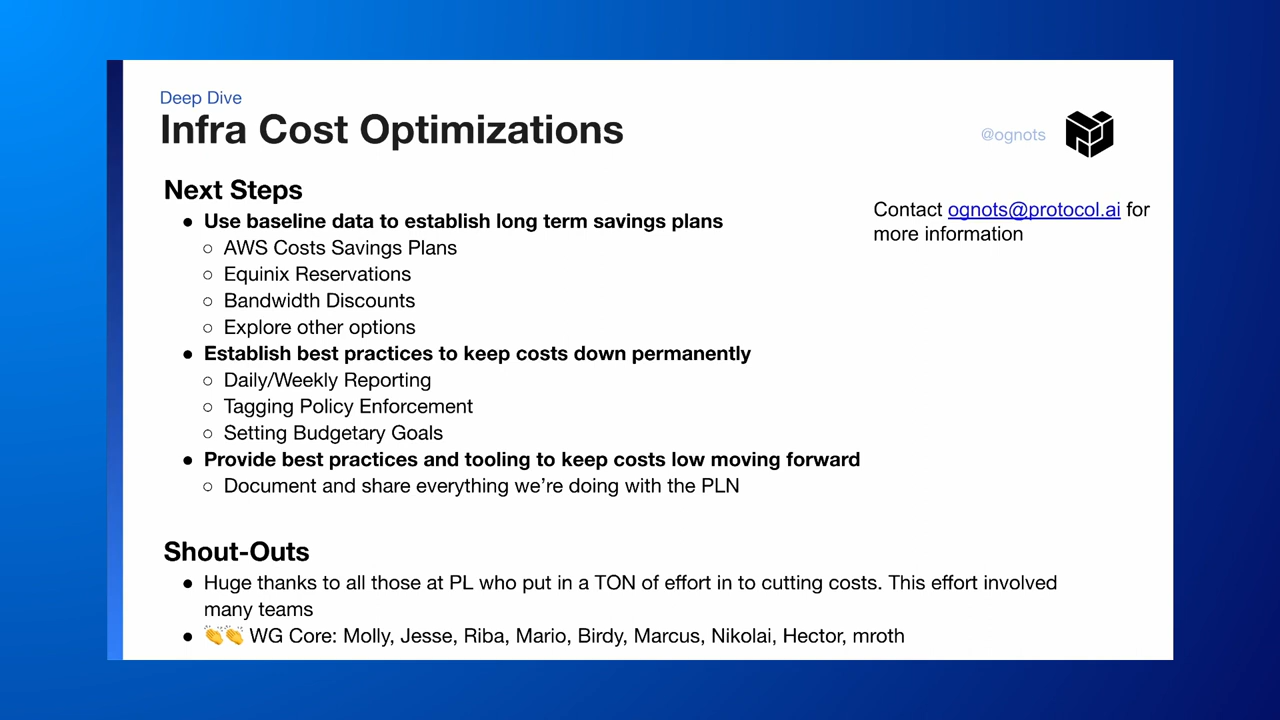 Deep Dive
Infra Cost Optimizations
@ognots
Next Steps
● Use baseline data to establish long term savings plans
○ AWS Costs Savings Plans
○ Equinix Reservations
○ Bandwidth Discounts
○ Explore other options
● Establish best practices to keep costs down permanently
○ Daily/Weekly Reporting
○ Tagging Policy Enforcement
○ Setting Budgetary Goals
● Provide best practices and tooling to keep costs low moving forward
○ Document and share everything we’re doing with the PLN
Contact ognots@protocol.ai for
more information
Shout-Outs
● Huge thanks to all those at PL who put in a TON of effort in to cutting costs. This effort involved
many teams
● 👏👏 WG Core: Molly, Jesse, Riba, Mario, Birdy, Marcus, Nikolai, Hector, mroth